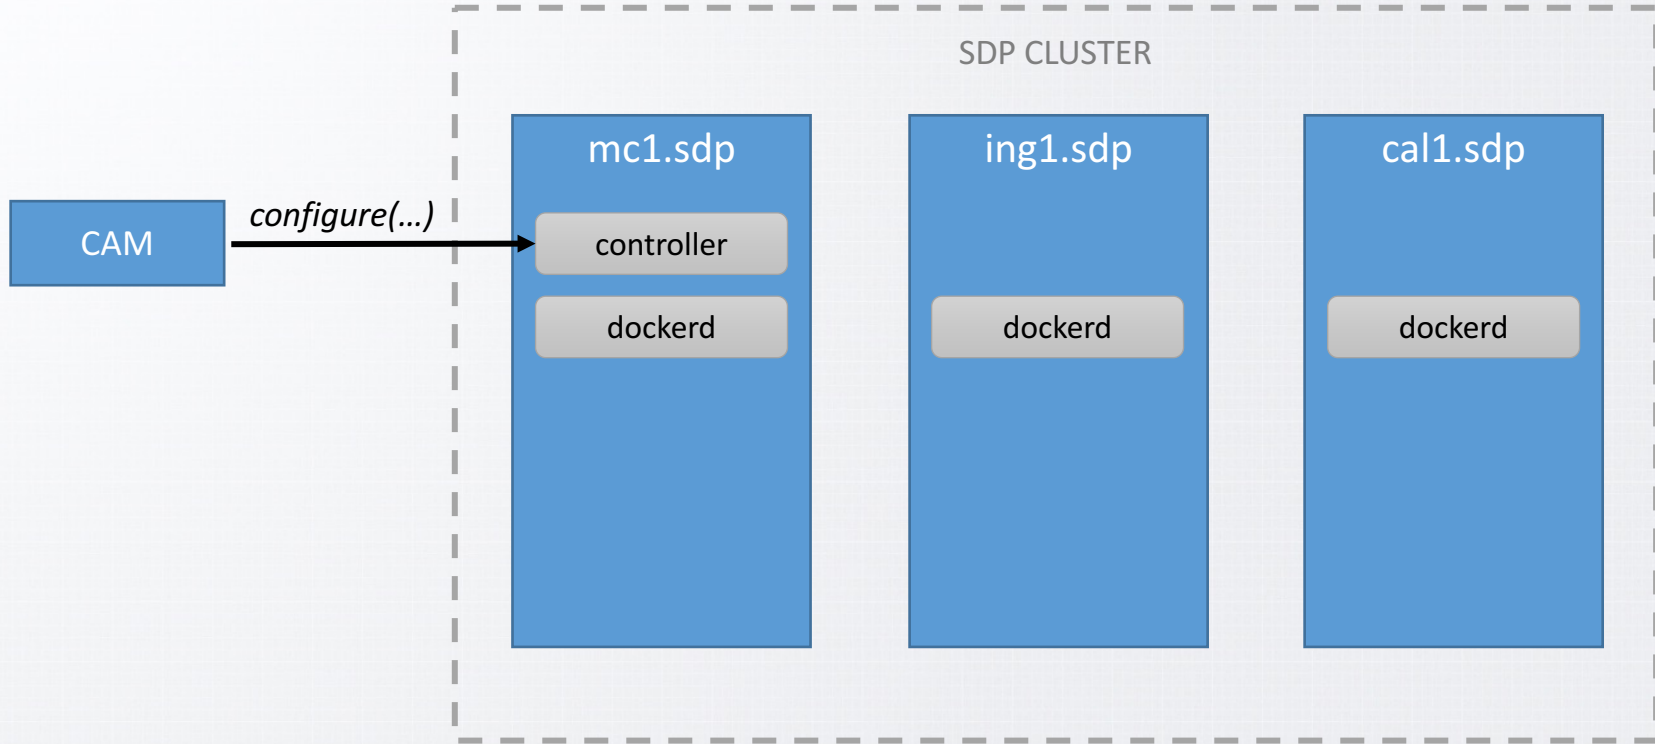 SDP CLUSTER
mc1.sdp
ing1.sdp
cal1.sdp
CAM
configure(…)
controller
dockerd
dockerd
dockerd